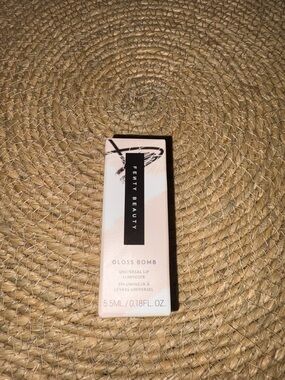 FENTY BEAUTY
GLOSS BOMB
UNIVERSAL LIP
LUMINIZER
ENLUMINEUR À
LÈVRES UNIVERSEL
5.5ML / 0.18FL. OZ.